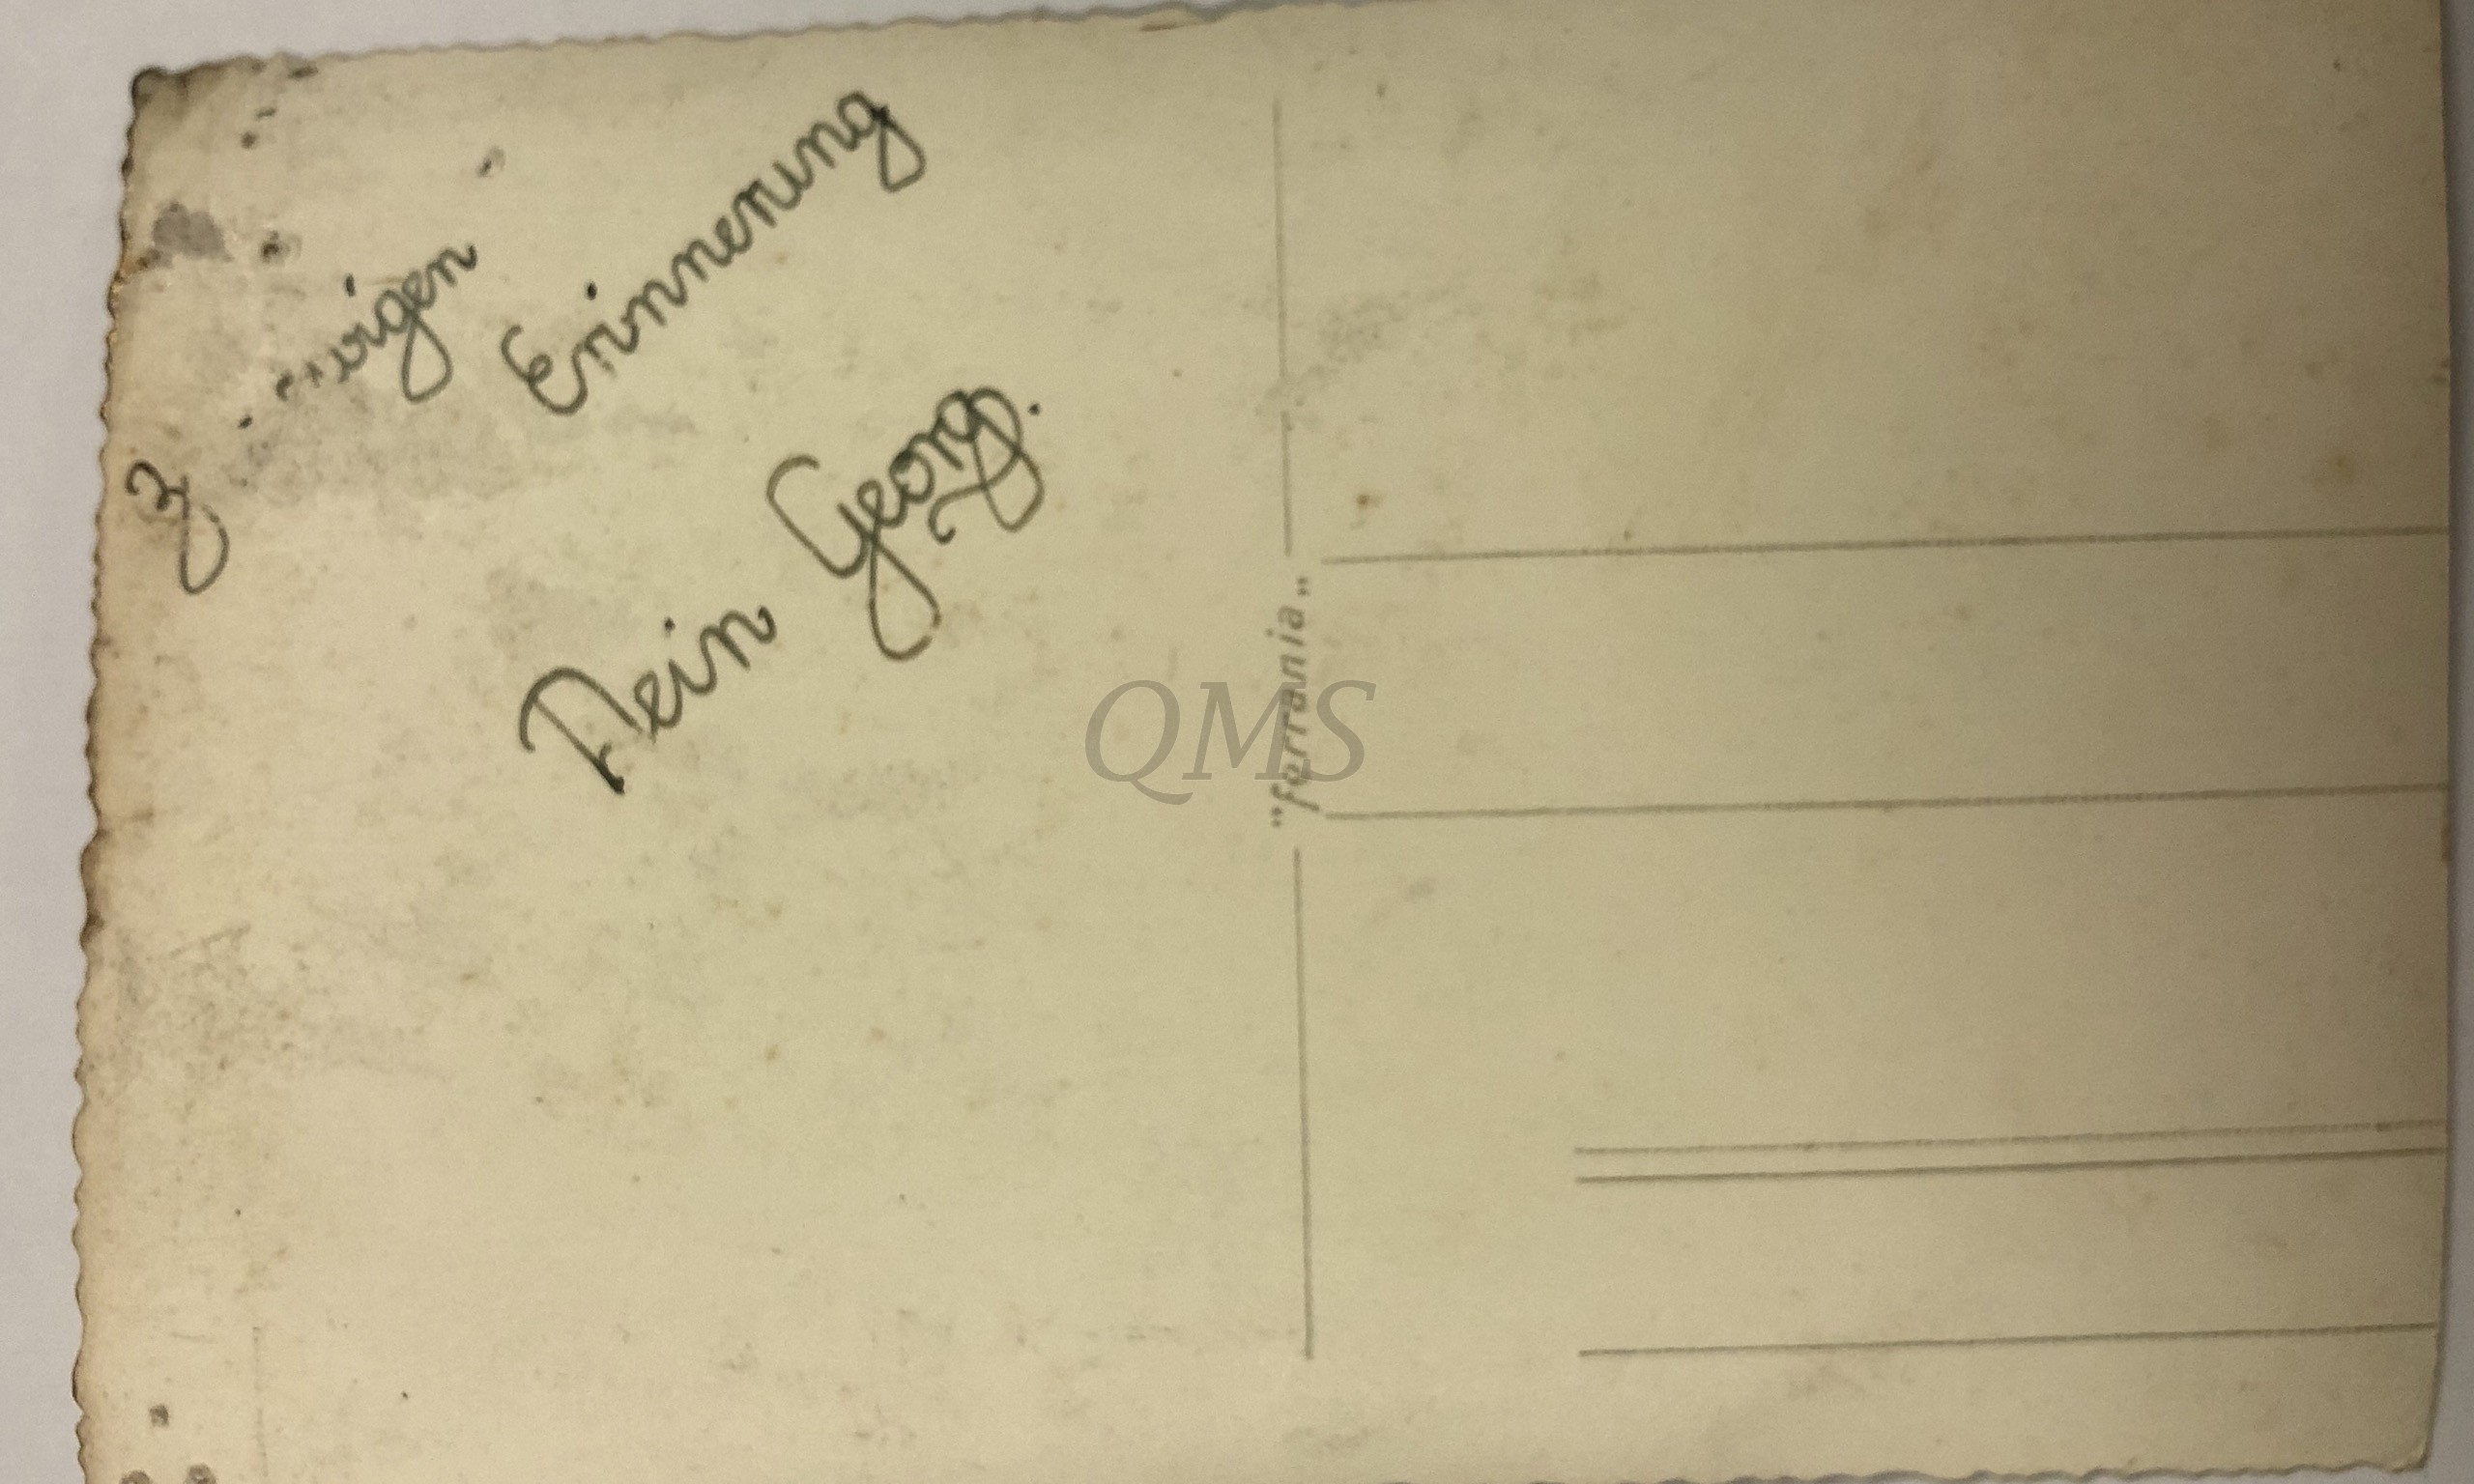 Z ewigen Erinnerung
Dein Georg.
"ferrania"
QMS